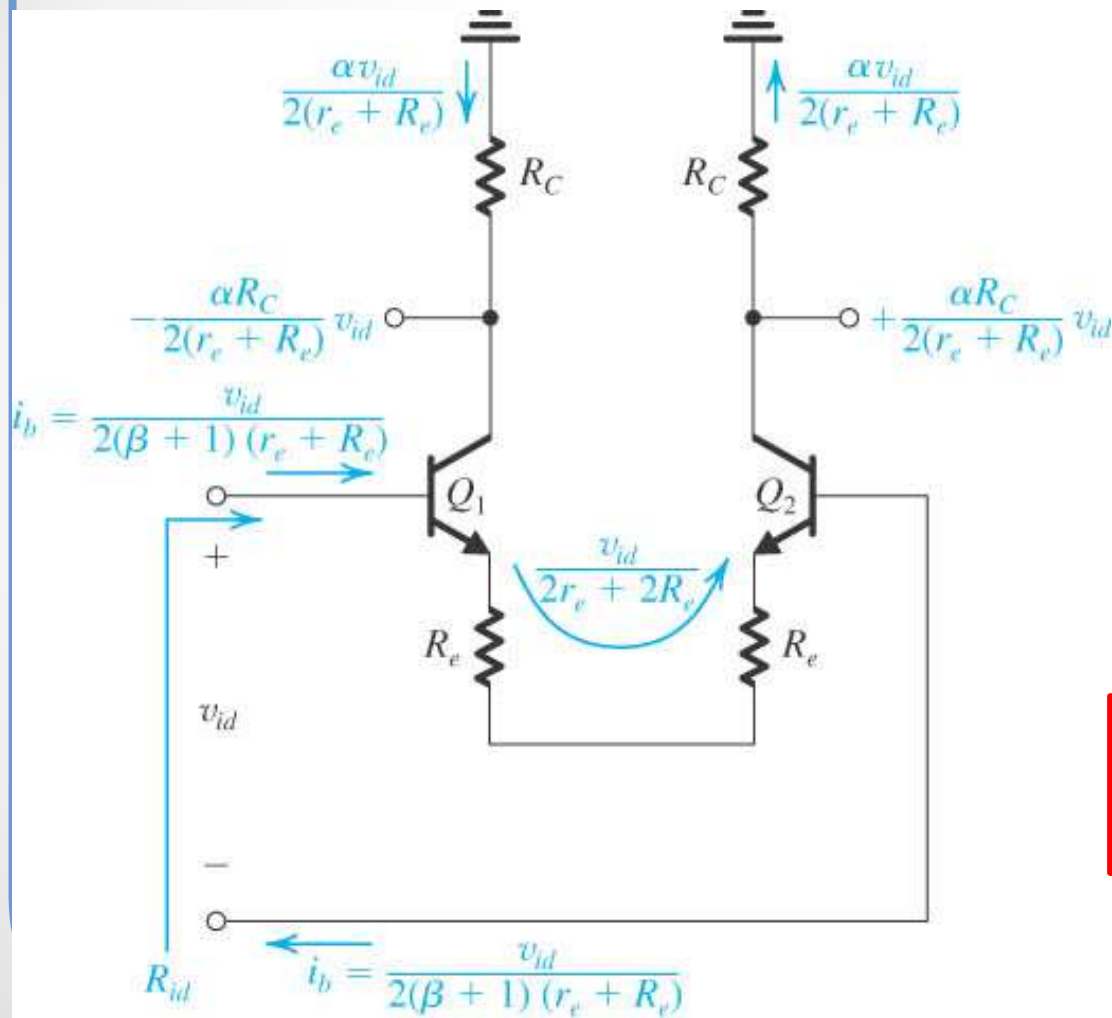 αv_id / 2(r_e + R_e)
αv_id / 2(r_e + R_e)
R_C
R_C
− αR_C / 2(r_e + R_e) v_id
+ αR_C / 2(r_e + R_e) v_id
i_b = v_id / 2(β + 1) (r_e + R_e)
Q_1
Q_2
+
v_id / 2r_e + 2R_e
R_e
R_e
v_id
−
R_id
i_b = v_id / 2(β + 1) (r_e + R_e)